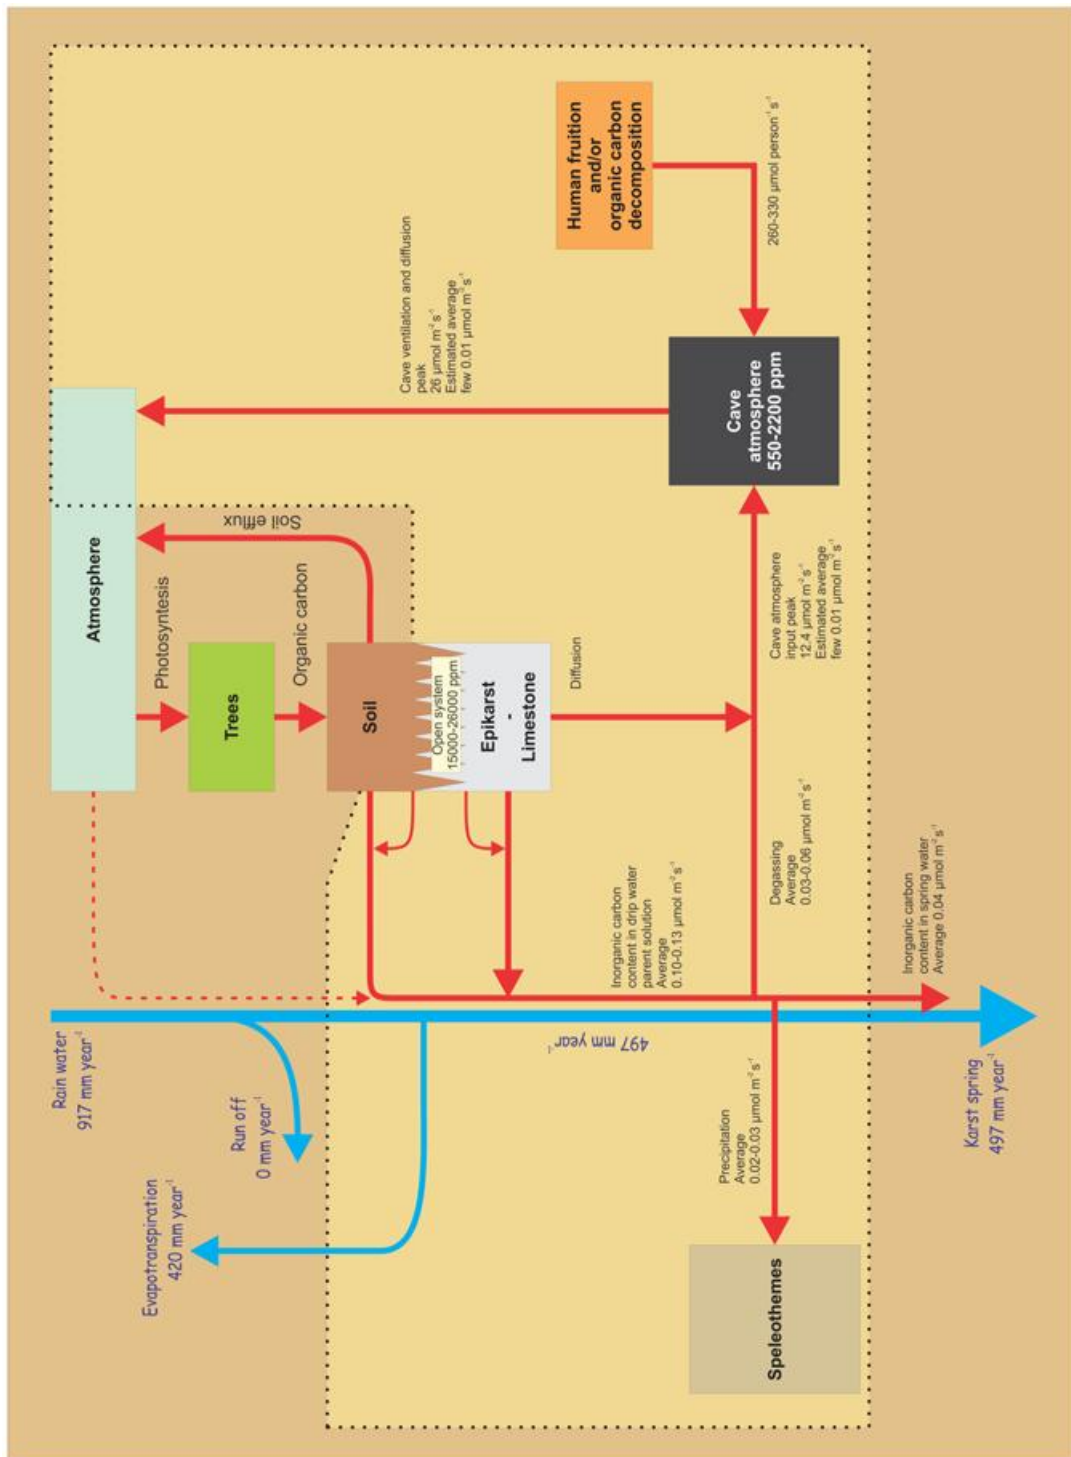 Rain water
917 mm year⁻¹
Run off
0 mm year⁻¹
Evapotranspiration
420 mm year⁻¹
497 mm year⁻¹
Karst spring
497 mm year⁻¹
Atmosphere
Photosyntesis
Trees
Organic carbon
Soil
Soil efflux
Open system
15000-26000 ppm
Epikarst
-
Limestone
Diffusion
Inorganic carbon
content in drip water
parent solution
Average
0.10-0.13 µmol m⁻² s⁻¹
Precipitation
Average
0.02-0.03 µmol m⁻² s⁻¹
Speleothemes
Degassing
Average
0.03-0.06 µmol m⁻² s⁻¹
Inorganic carbon
content in spring water
Average 0.04 µmol m⁻² s⁻¹
Cave atmosphere
input peak
12.4 µmol m⁻² s⁻¹
Estimated average
few 0.01 µmol m⁻² s⁻¹
Cave
atmosphere
550-2200 ppm
Cave ventilation and diffusion
peak
26 µmol m⁻² s⁻¹
Estimated average
few 0.01 µmol m⁻² s⁻¹
Human fruition
and/or
organic carbon
decomposition
260-330 µmol person⁻¹ s⁻¹